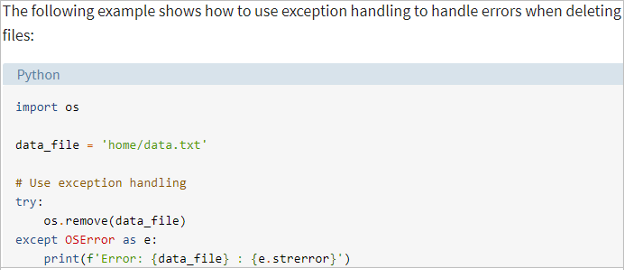 The following example shows how to use exception handling to handle errors when deleting
files:
Python
import os
data_file = 'home/data.txt'
# Use exception handling
try:
    os.remove(data_file)
except OSError as e:
    print(f'Error: {data_file} : {e.strerror}')